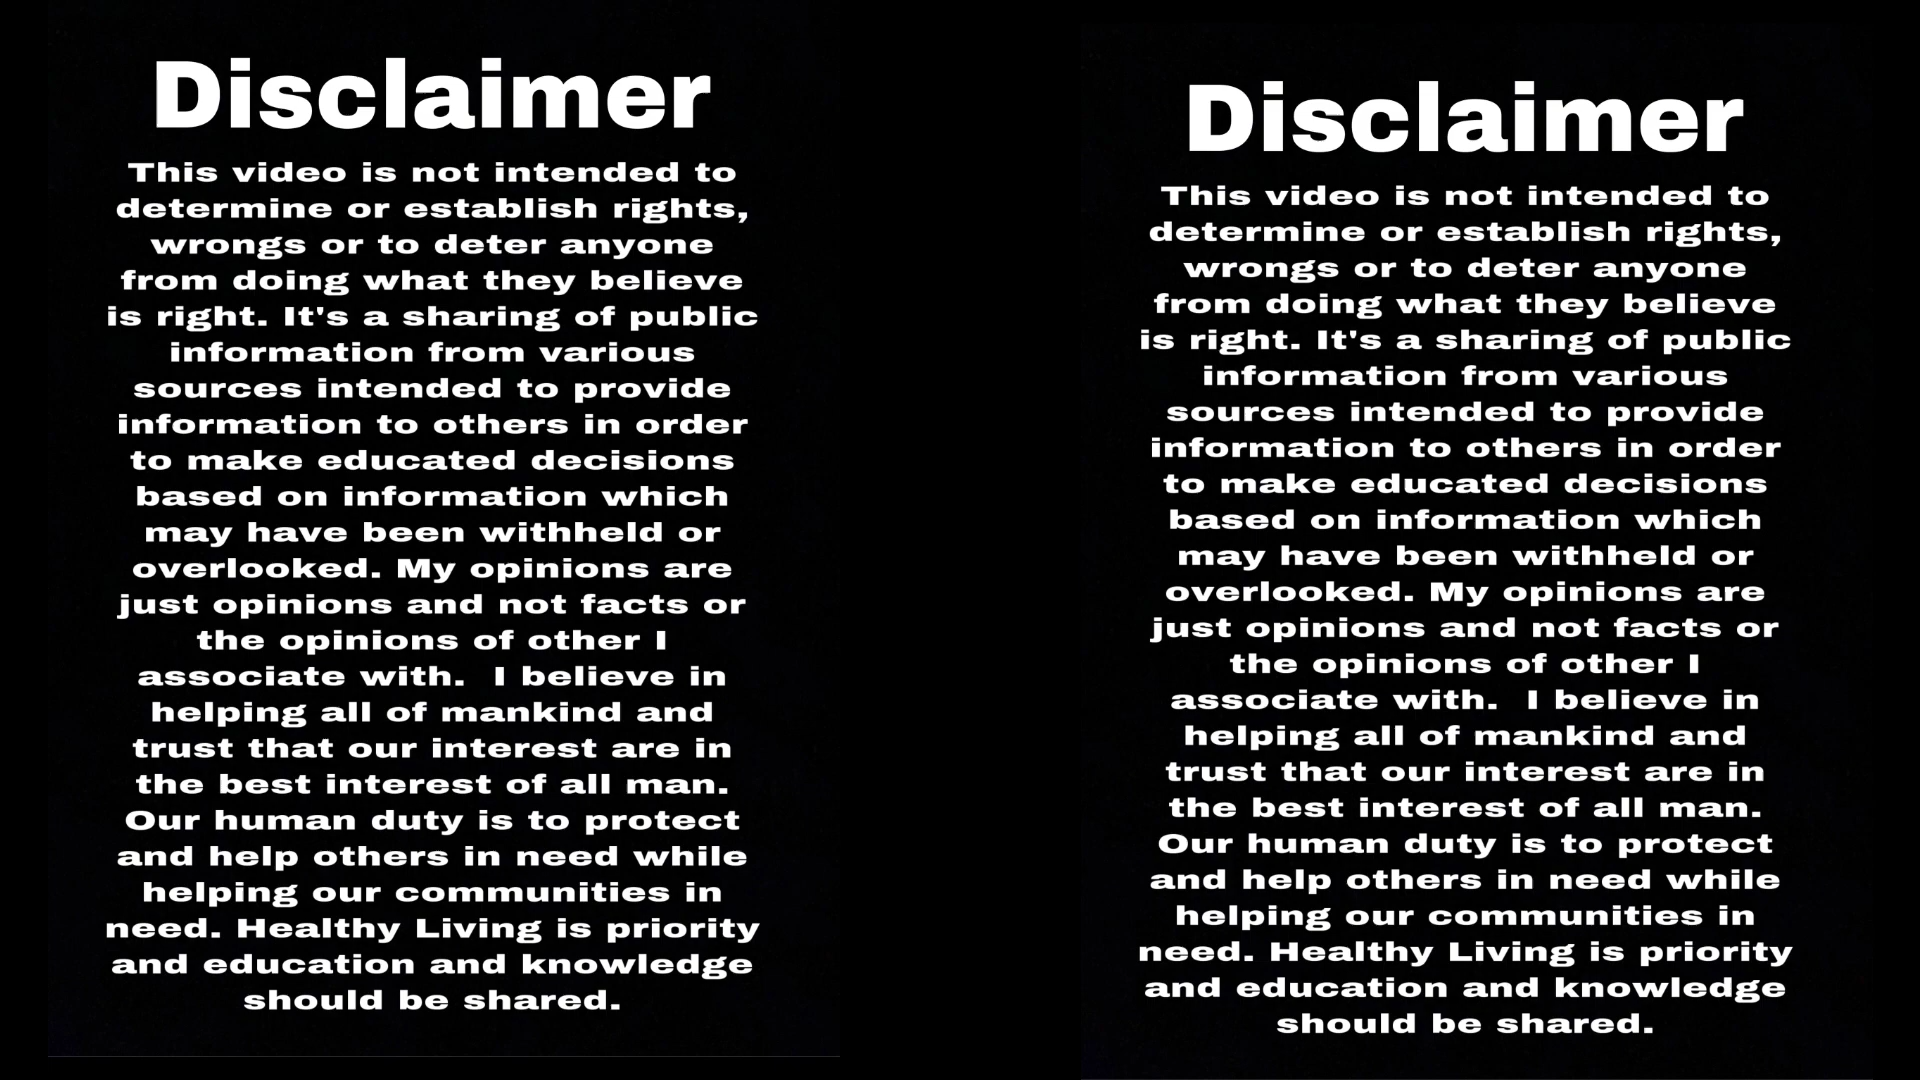 Disclaimer
This video is not intended to
determine or establish rights,
wrongs or to deter anyone
from doing what they believe
is right. It's a sharing of public
information from various
sources intended to provide
information to others in order
to make educated decisions
based on information which
may have been withheld or
overlooked. My opinions are
just opinions and not facts or
the opinions of other I
associate with.  I believe in
helping all of mankind and
trust that our interest are in
the best interest of all man.
Our human duty is to protect
and help others in need while
helping our communities in
need. Healthy Living is priority
and education and knowledge
should be shared.
Disclaimer
This video is not intended to
determine or establish rights,
wrongs or to deter anyone
from doing what they believe
is right. It's a sharing of public
information from various
sources intended to provide
information to others in order
to make educated decisions
based on information which
may have been withheld or
overlooked. My opinions are
just opinions and not facts or
the opinions of other I
associate with.  I believe in
helping all of mankind and
trust that our interest are in
the best interest of all man.
Our human duty is to protect
and help others in need while
helping our communities in
need. Healthy Living is priority
and education and knowledge
should be shared.